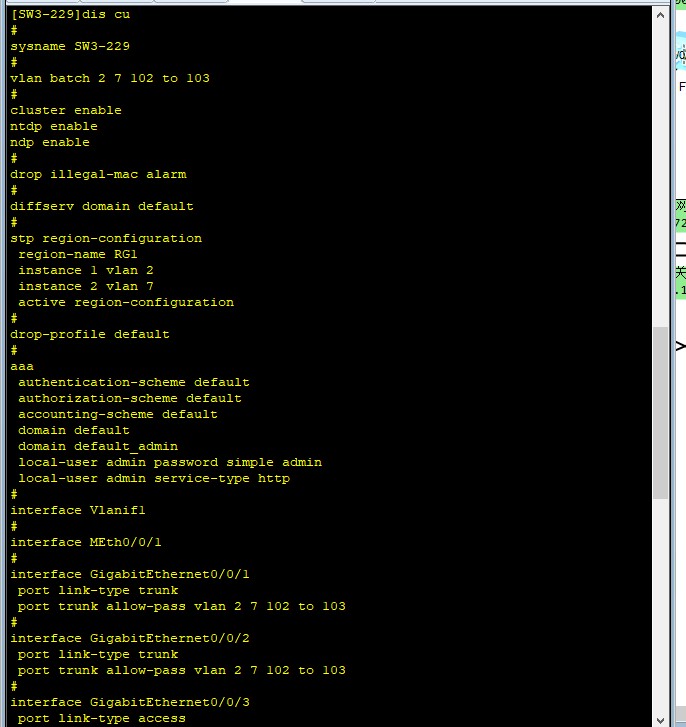 [SW3-229]dis cu
#
sysname SW3-229
#
vlan batch 2 7 102 to 103
#
cluster enable
ntdp enable
ndp enable
#
drop illegal-mac alarm
#
diffserv domain default
#
stp region-configuration
 region-name RG1
 instance 1 vlan 2
 instance 2 vlan 7
 active region-configuration
#
drop-profile default
#
aaa
 authentication-scheme default
 authorization-scheme default
 accounting-scheme default
 domain default
 domain default_admin
 local-user admin password simple admin
 local-user admin service-type http
#
interface Vlanif1
#
interface MEth0/0/1
#
interface GigabitEthernet0/0/1
 port link-type trunk
 port trunk allow-pass vlan 2 7 102 to 103
#
interface GigabitEthernet0/0/2
 port link-type trunk
 port trunk allow-pass vlan 2 7 102 to 103
#
interface GigabitEthernet0/0/3
 port link-type access
F
72
关
.1